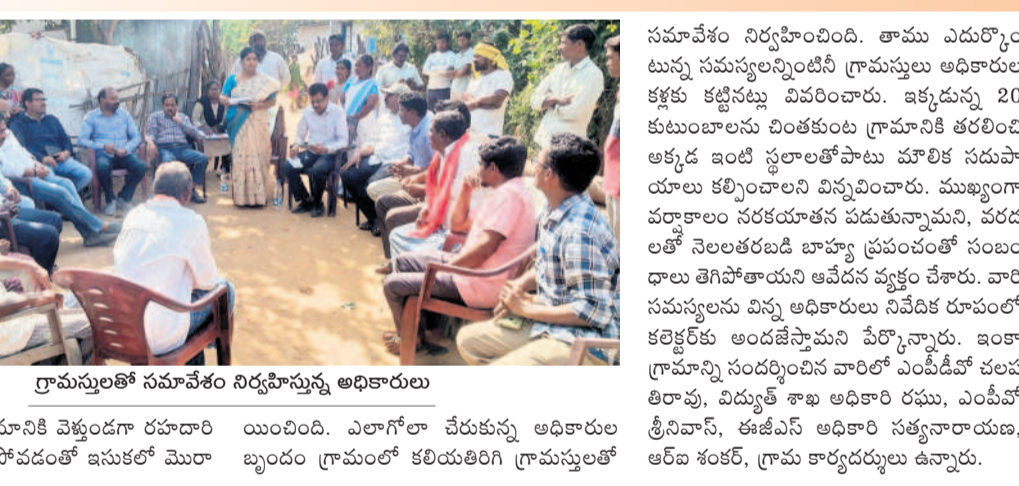 గ్రామస్తులతో సమావేశం నిర్వహిస్తున్న అధికారులు
వెళ్తుండగా రహదారి
ఇసుకలో మొరా
యించింది. ఎలాగోలా చేరుకున్న అధికారుల
బృందం గ్రామంలో కలియతిరిగి గ్రామస్తులతో
సమావేశం నిర్వహించింది. తాము ఎదుర్కొం
టున్న సమస్యలన్నింటినీ గ్రామస్తులు అధికారుల
కళ్లకు కట్టినట్లు వివరించారు. ఇక్కడున్న 20
కుటుంబాలను చింతకుంట గ్రామానికి తరలించి
అక్కడ ఇంటి స్థలాలతోపాటు మౌలిక సదుపా
యాలు కల్పించాలని విన్నవించారు. ముఖ్యంగా
వర్షాకాలం నరకయాతన పడుతున్నామని, వరద
లతో నెలలతరబడి బాహ్య ప్రపంచంతో సంబం
ధాలు తెగిపోతాయని ఆవేదన వ్యక్తం చేశారు. వారి
సమస్యలను విన్న అధికారులు నివేదిక రూపంలో
కలెక్టర్‌కు అందజేస్తామని పేర్కొన్నారు. ఇంకా
గ్రామాన్ని సందర్శించిన వారిలో ఎంపీడీవో చలప
తిరావు, విద్యుత్ శాఖ అధికారి రఘు, ఎంపీవో
శ్రీనివాస్, ఈజీఎస్ అధికారి సత్యనారాయణ,
ఆర్ఐ శంకర్, గ్రామ కార్యదర్శులు ఉన్నారు.